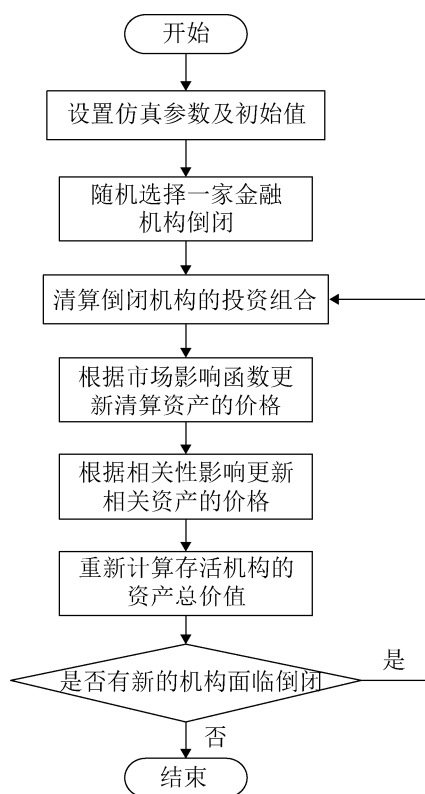 开始
设置仿真参数及初始值
随机选择一家金融
机构倒闭
清算倒闭机构的投资组合
根据市场影响函数更
新清算资产的价格
根据相关性影响更新
相关资产的价格
重新计算存活机构的
资产总价值
是否有新的机构面临倒闭
是
否
结束